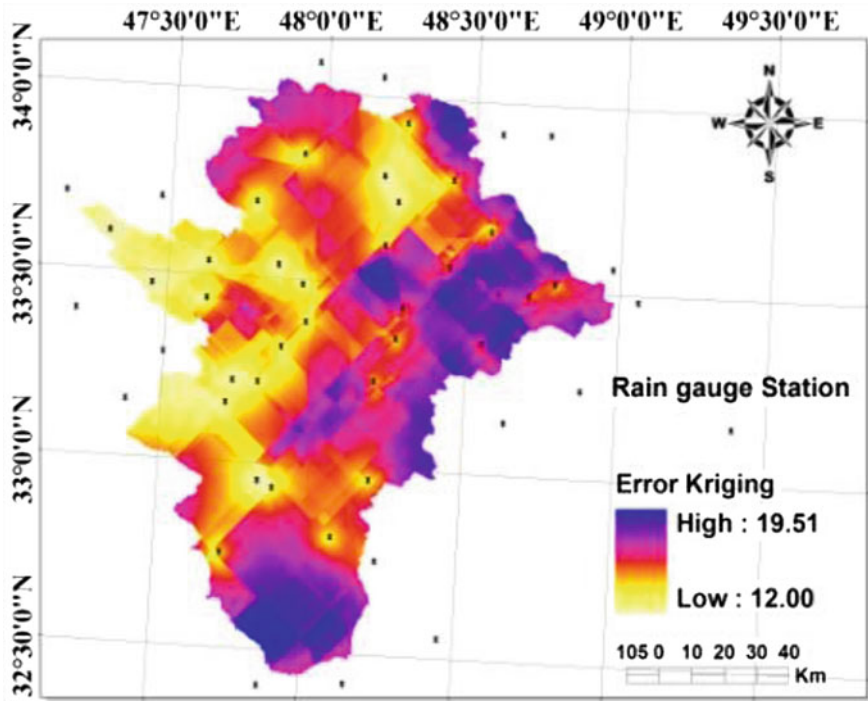 47°30'0"E 48°0'0"E 48°30'0"E 49°0'0"E 49°30'0"E
34°0'0"N
33°30'0"N
33°0'0"N
32°30'0"N
N
W E
S
Rain gauge Station
Error Kriging
High : 19.51
Low : 12.00
105 0 10 20 30 40
Km